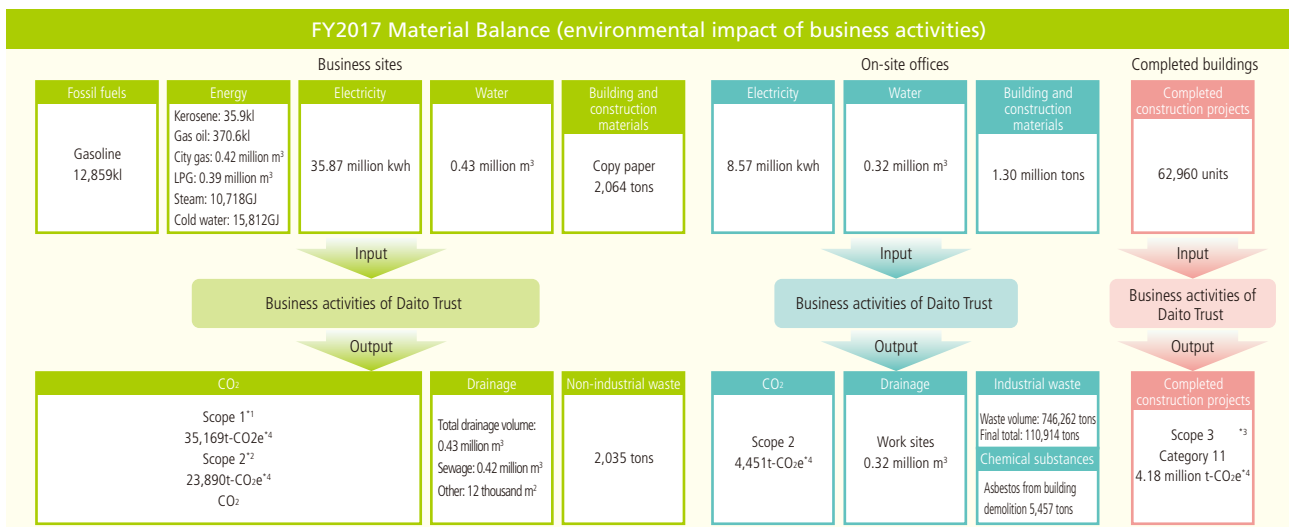 FY2017 Material Balance (environmental impact of business activities)
Business sites
Fossil fuels
Gasoline
12,859kl
Energy
Kerosene: 35.9kl
Gas oil: 370.6kl
City gas: 0.42 million m³
LPG: 0.39 million m³
Steam: 10,718GJ
Cold water: 15,812GJ
Electricity
35.87 million kwh
Water
0.43 million m³
Building and
construction
materials
Copy paper
2,064 tons
Input
Business activities of Daito Trust
Output
CO₂
Scope 1*1
35,169t-CO2e*4
Scope 2*2
23,890t-CO₂e*4
CO₂
Drainage
Total drainage volume:
0.43 million m³
Sewage: 0.42 million m³
Other: 12 thousand m²
Non-industrial waste
2,035 tons
On-site offices
Electricity
8.57 million kwh
Water
0.32 million m³
Building and
construction
materials
1.30 million tons
Input
Business activities of Daito Trust
Output
CO₂
Scope 2
4,451t-CO₂e*4
Drainage
Work sites
0.32 million m³
Industrial waste
Waste volume: 746,262 tons
Final total: 110,914 tons
Chemical substances
Asbestos from building
demolition 5,457 tons
Completed buildings
Completed
construction projects
62,960 units
Input
Business activities of
Daito Trust
Output
Completed
construction projects
Scope 3 *3
Category 11
4.18 million t-CO₂e*4